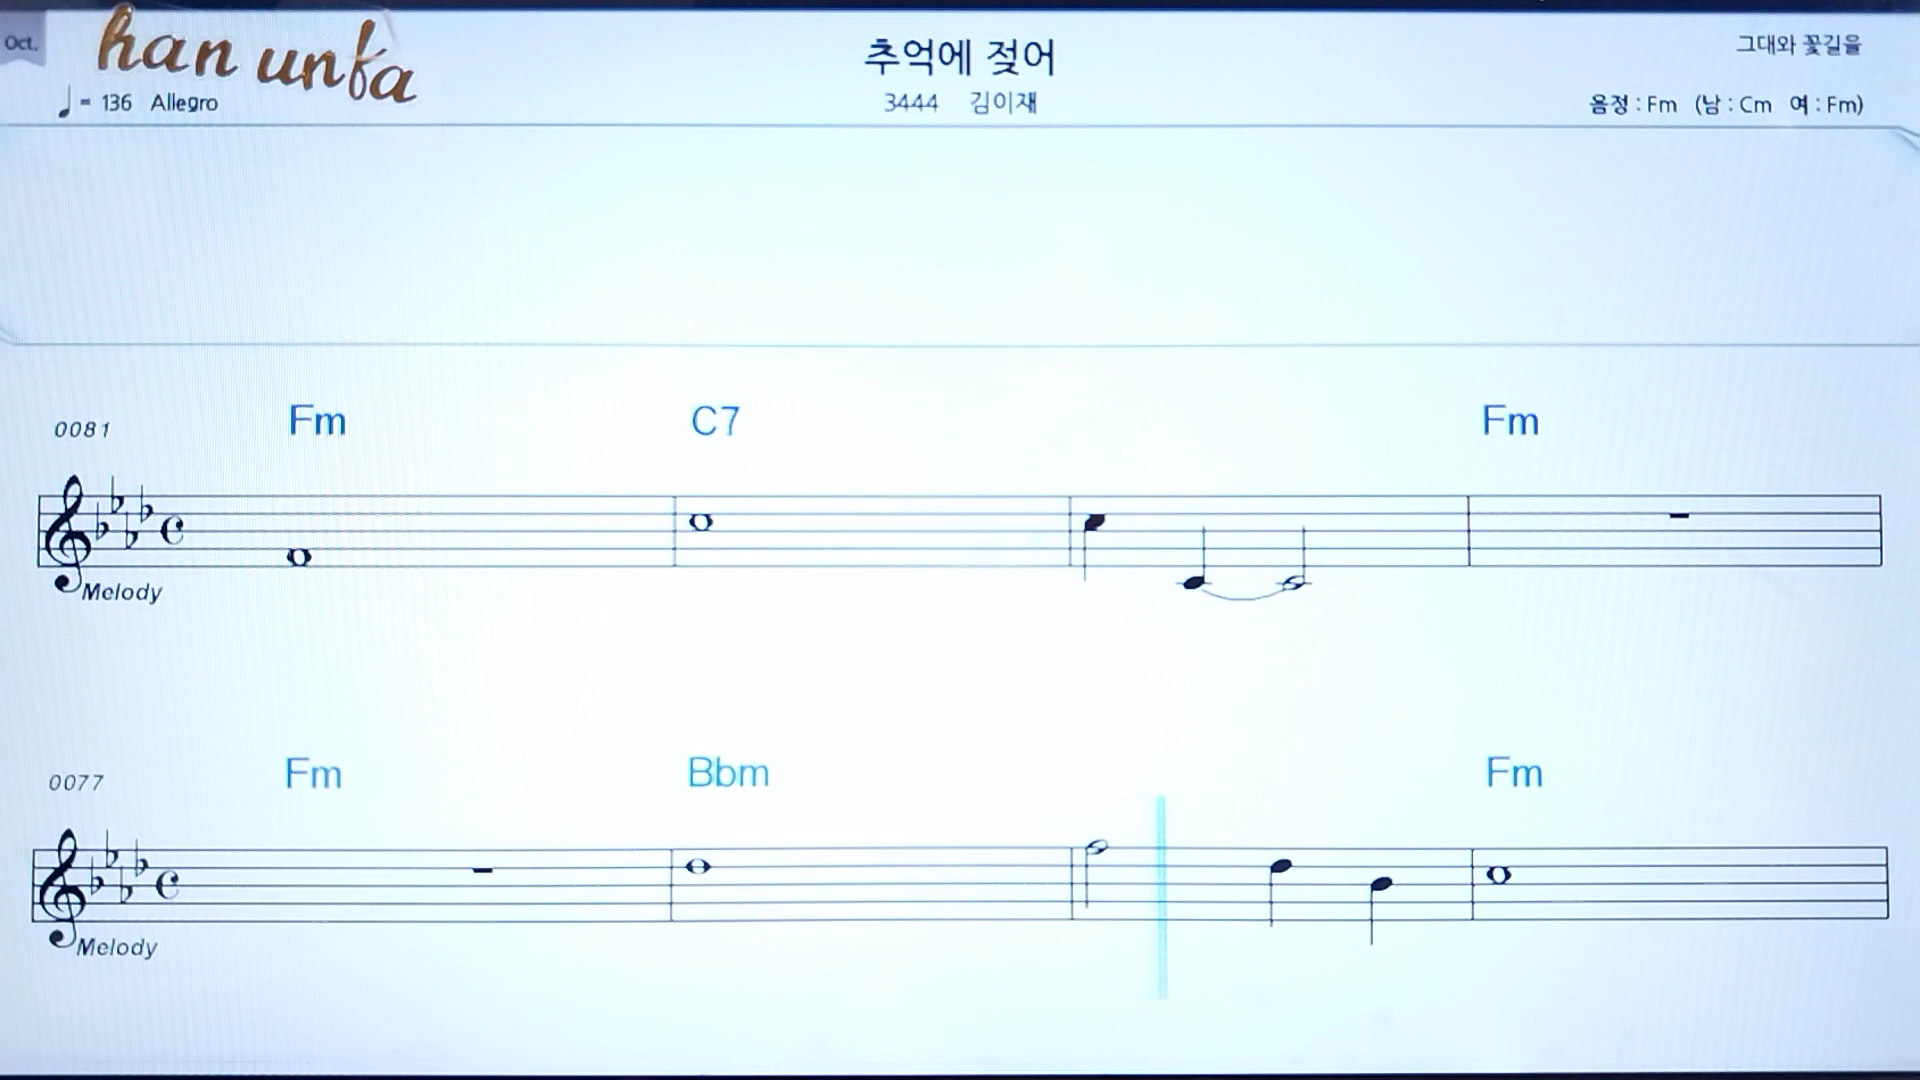 Oct.
han unfa
추억에 젖어
그대와 꽃길을
♩= 136 Allegro
3444 김이재
음정 : Fm (남 : Cm 여 : Fm)
0081 Fm C7 Fm
Melody
0077 Fm Bbm Fm
Melody